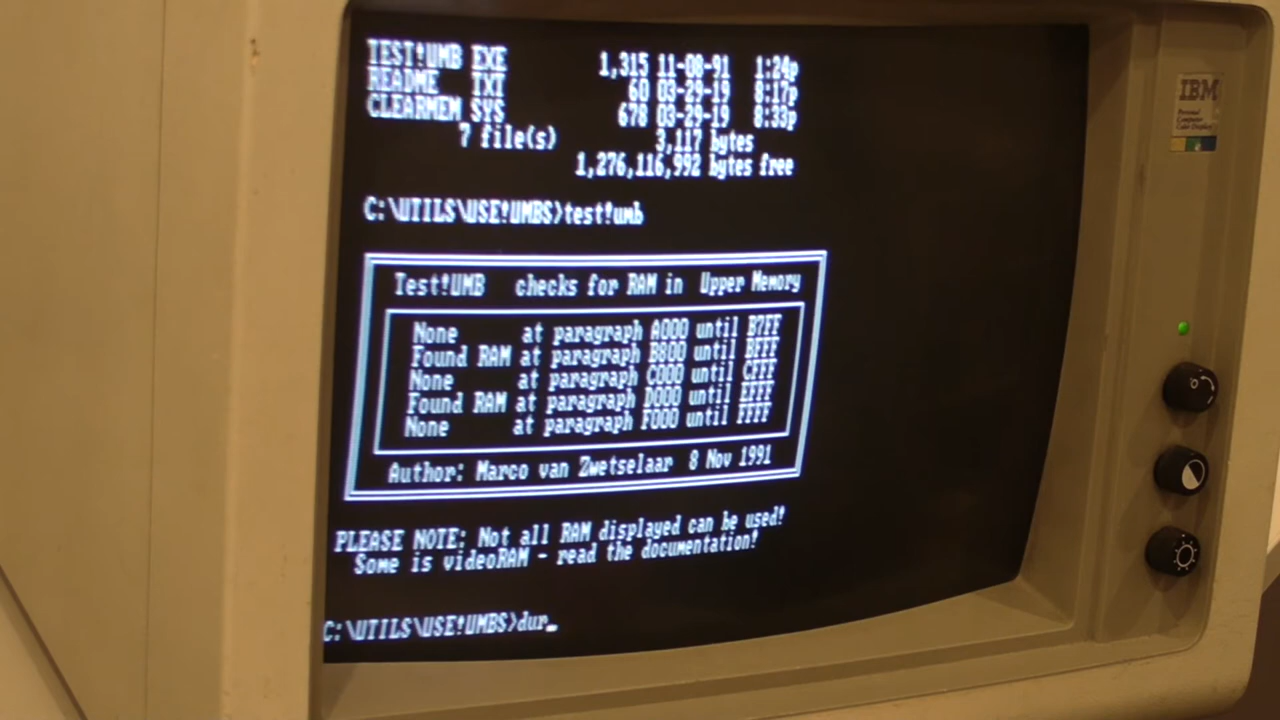 TEST!UMB EXE 1,315 11-08-91 1:24p
README TXT 60 03-29-19 8:17p
CLEARMEM SYS 678 03-29-19 8:33p
7 file(s) 3,117 bytes
1,276,116,992 bytes free
C:\UTILS\USE!UMBS>test!umb
Test!UMB checks for RAM in Upper Memory
None at paragraph A000 until B7FF
Found RAM at paragraph B800 until BFFF
None at paragraph C000 until CFFF
Found RAM at paragraph D000 until EFFF
None at paragraph F000 until FFFF
Author: Marco van Zwetselaar 8 Nov 1991
PLEASE NOTE: Not all RAM displayed can be used!
Some is videoRAM - read the documentation!
C:\UTILS\USE!UMBS>dur_
IBM
Personal
Computer
Color Display